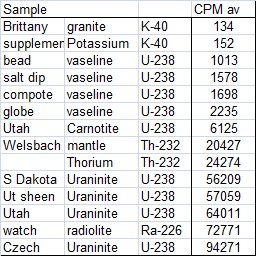 Sample CPM av
Brittany granite K-40 134
supplemen Potassium K-40 152
bead vaseline U-238 1013
salt dip vaseline U-238 1578
compote vaseline U-238 1698
globe vaseline U-238 2235
Utah Carnotite U-238 6125
Welsbach mantle Th-232 20427
Thorium Th-232 24274
S Dakota Uraninite U-238 56209
Ut sheen Uraninite U-238 57059
Utah Uraninite U-238 64011
watch radiolite Ra-226 72771
Czech Uraninite U-238 94271